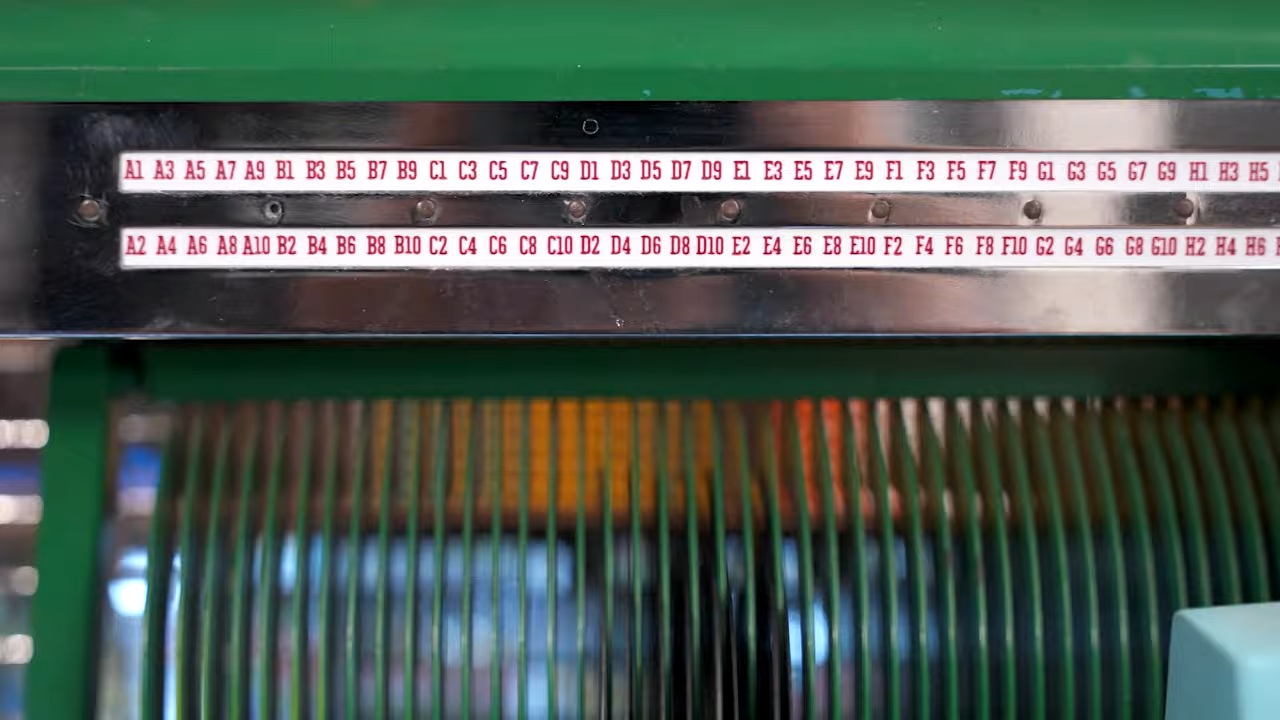 A1 A3 A5 A7 A9 B1 B3 B5 B7 B9 C1 C3 C5 C7 C9 D1 D3 D5 D7 D9 E1 E3 E5 E7 E9 F1 F3 F5 F7 F9 G1 G3 G5 G7 G9 H1 H3 H5
A2 A4 A6 A8 A10 B2 B4 B6 B8 B10 C2 C4 C6 C8 C10 D2 D4 D6 D8 D10 E2 E4 E6 E8 E10 F2 F4 F6 F8 F10 G2 G4 G6 G8 G10 H2 H4 H6